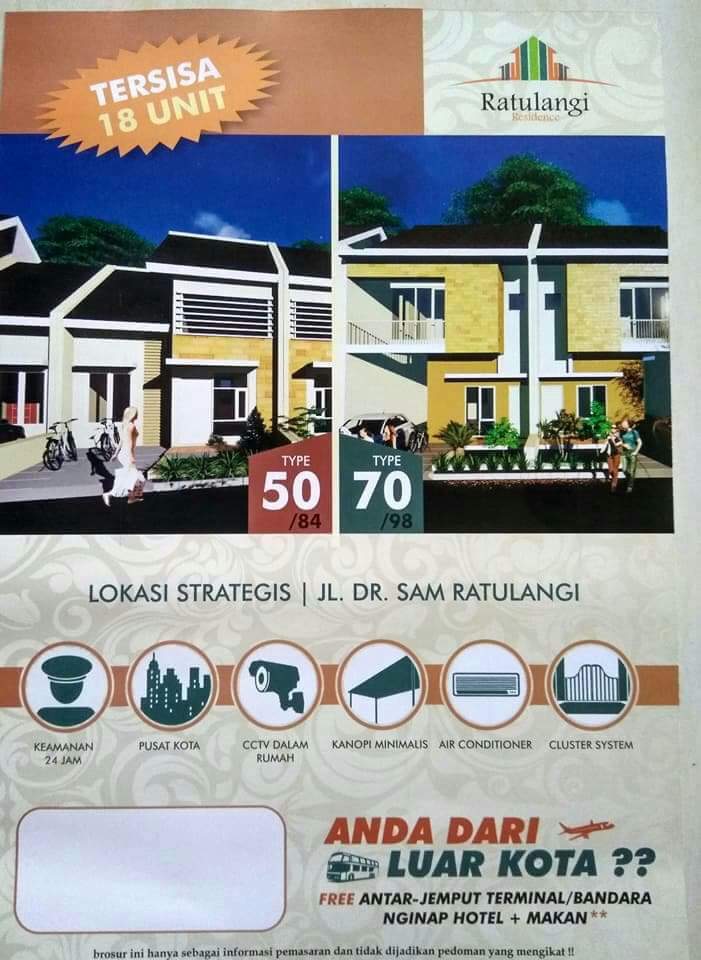 TERSISA
18 UNIT
Ratulangi
Residence
TYPE
50
/84
TYPE
70
/98
LOKASI STRATEGIS | JL. DR. SAM RATULANGI
KEAMANAN
24 JAM
PUSAT KOTA
CCTV DALAM
RUMAH
KANOPI MINIMALIS
AIR CONDITIONER
CLUSTER SYSTEM
ANDA DARI
LUAR KOTA ??
FREE ANTAR-JEMPUT TERMINAL/BANDARA
NGINAP HOTEL + MAKAN**
brosur ini hanya sebagai informasi pemasaran dan tidak dijadikan pedoman yang mengikat !!